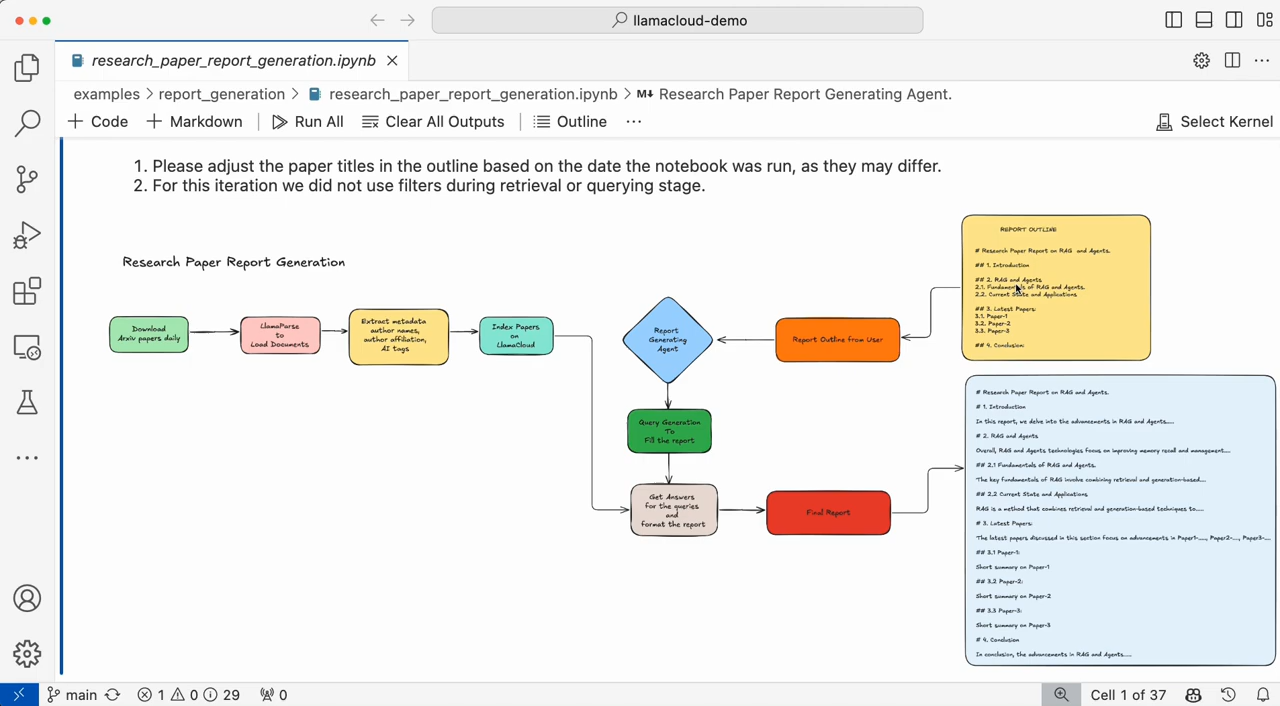 llamacloud-demo
research_paper_report_generation.ipynb
examples > report_generation > research_paper_report_generation.ipynb > M↓ Research Paper Report Generating Agent.
+ Code + Markdown Run All Clear All Outputs Outline ... Select Kernel
1. Please adjust the paper titles in the outline based on the date the notebook was run, as they may differ.
2. For this iteration we did not use filters during retrieval or querying stage.
Research Paper Report Generation
Download
Arxiv papers daily
LlamaParse
to
Load Documents
Extract metadata
author names,
author affiliation,
AI tags
Index Papers
on
LlamaCloud
Report
Generating
Agent
Report Outline from User
REPORT OUTLINE
# Research Paper Report on RAG and Agents.
## 1. Introduction
## 2. RAG and Agents
2.1. Fundamentals of RAG and Agents.
2.2. Current State and Applications
## 3. Latest Papers:
3.1. Paper-1
3.2. Paper-2
3.3. Paper-3
## 4. Conclusion:
Query Generation
To
Fill the report
Get Answers
for the queries
and
format the report
Final Report
# Research Paper Report on RAG and Agents.
# 1. Introduction
In this report, we delve into the advancements in RAG and Agents.....
# 2. RAG and Agents
Overall, RAG and Agents technologies focus on improving memory recall and management....
## 2.1 Fundamentals of RAG and Agents.
The key fundamentals of RAG involve combining retrieval and generation-based....
## 2.2 Current State and Applications
RAG is a method that combines retrieval and generation-based techniques to.....
# 3. Latest Papers:
The latest papers discussed in this section focus on advancements in Paper1-...., Paper2-...., Paper3-....
## 3.1 Paper-1:
Short summary on Paper-1
## 3.2 Paper-2:
Short summary on Paper-2
## 3.3 Paper-3:
Short summary on Paper-3
# 4. Conclusion
In conclusion, the advancements in RAG and Agents.....
main 1 0 29 0 Cell 1 of 37